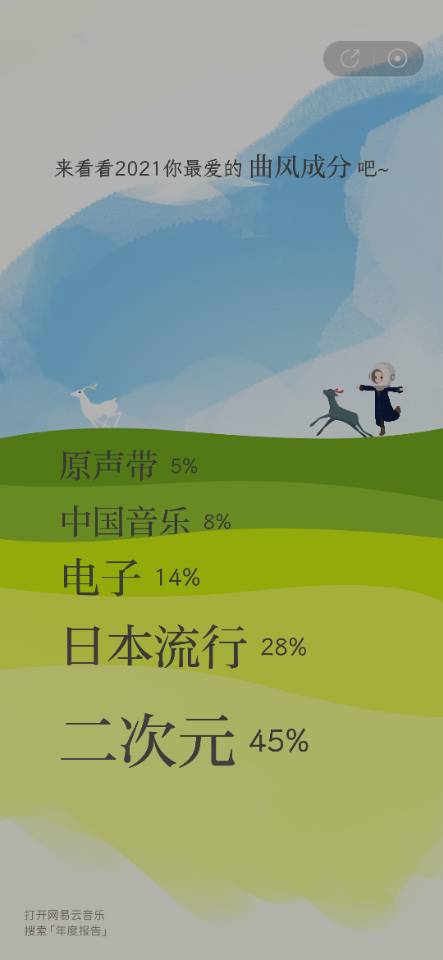 来看看2021你最爱的 曲风成分 吧~
原声带 5%
中国音乐 8%
电子 14%
日本流行 28%
二次元 45%
打开网易云音乐
搜索「年度报告」